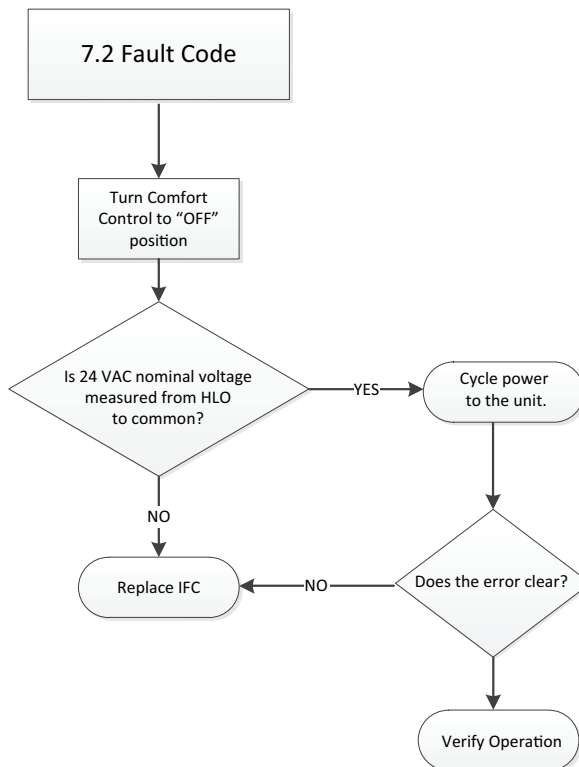 7.2 Fault Code
Turn Comfort
Control to “OFF”
position
Is 24 VAC nominal voltage
measured from HLO
to common?
YES
Cycle power
to the unit.
NO
Replace IFC
NO
Does the error clear?
Verify Operation